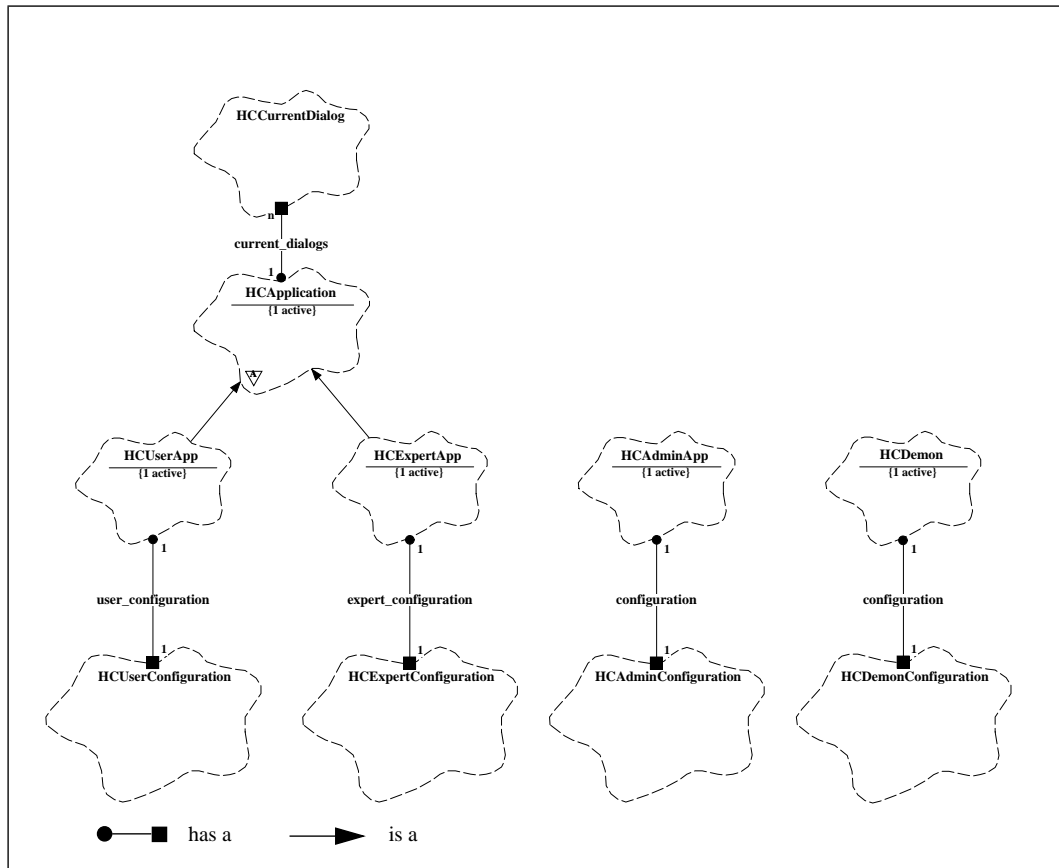 HCCurrentDialog
n
current_dialogs
1
HCApplication
{1 active}
A
HCUserApp
{1 active}
HCExpertApp
{1 active}
HCAdminApp
{1 active}
HCDemon
{1 active}
1
1
1
1
user_configuration
expert_configuration
configuration
configuration
1
1
1
1
HCUserConfiguration
HCExpertConfiguration
HCAdminConfiguration
HCDemonConfiguration
has a
is a